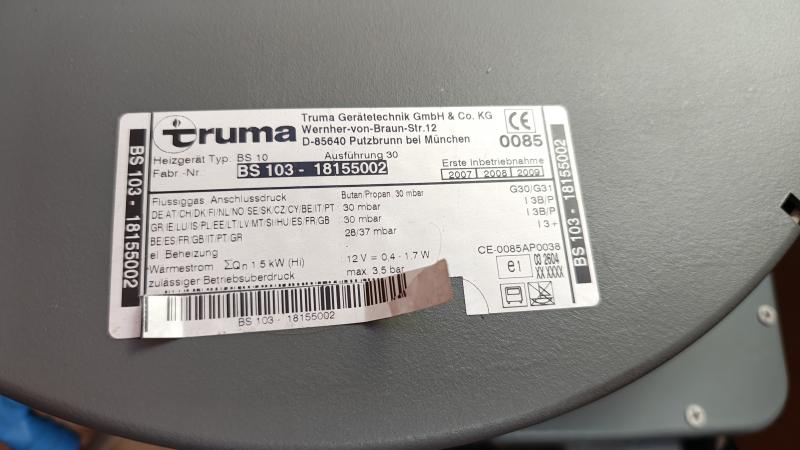 truma
Truma Gerätetechnik GmbH & Co. KG
Wernher-von-Braun-Str.12
D-85640 Putzbrunn bei München
CE
0085
Heizgerät Typ: BS 10 Ausführung 30
Fabr.-Nr. BS 103 - 18155002
Erste Inbetriebnahme
2007 2008 2009
Flüssiggas Anschlussdruck Butan/Propan 30 mbar G30/G31
DE/AT/CH/DK/FI/NL/NO/SE/SK/CZ/CY/BE/IT/PT 30 mbar I 3B/P
GR/IE/LU/IS/PL/EE/LT/LV/MT/SI/HU/ES/FR/GB 30 mbar I 3B/P
BE/ES/FR/GB/IT/PT/GR 28/37 mbar I 3+
el Beheizung - CE-0085AP0038
Wärmestrom ΣQn 1.5 kW (Hi) 12 V = 0,4 - 1.7 W
zulässiger Betriebsüberdruck max 3.5 bar
e1 03 2604
XX XXXX
BS 103 - 18155002
BS 103 - 18155002
BS 103 - 18155002